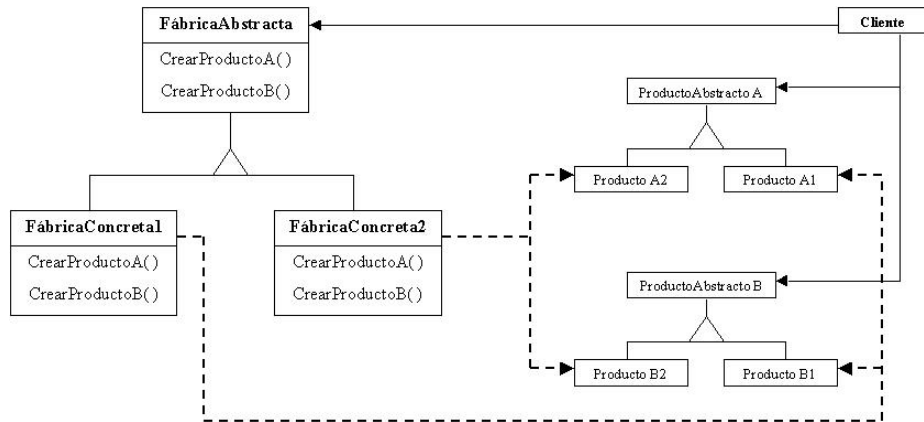 FábricaAbstracta
CrearProductoA( )
CrearProductoB( )
Cliente
ProductoAbstracto A
Producto A2
Producto A1
FábricaConcreta1
CrearProductoA( )
CrearProductoB( )
FábricaConcreta2
CrearProductoA( )
CrearProductoB( )
ProductoAbstracto B
Producto B2
Producto B1